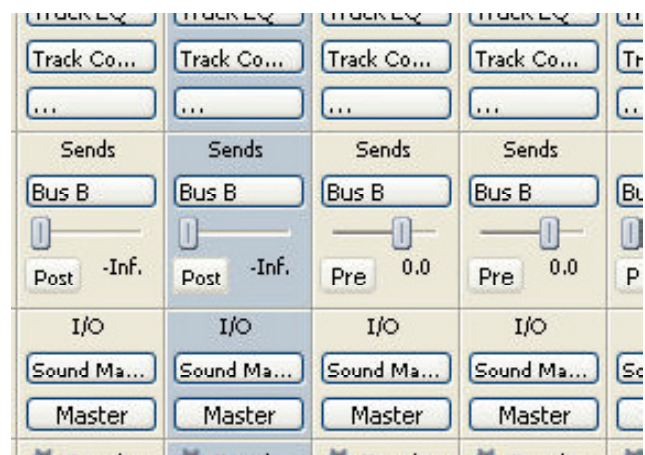 Track EQ Track EQ Track EQ Track EQ
Track Co... Track Co... Track Co... Track Co...
... ... ... ...
Sends Sends Sends Sends
Bus B Bus B Bus B Bus B
Post -Inf. Post -Inf. Pre 0.0 Pre 0.0
I/O I/O I/O I/O
Sound Ma... Sound Ma... Sound Ma... Sound Ma...
Master Master Master Master